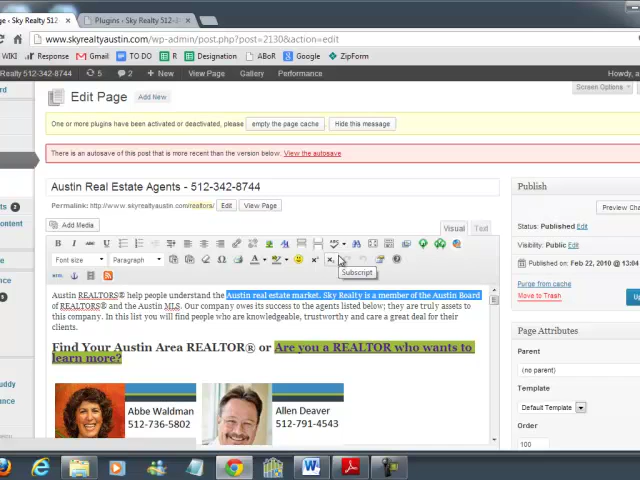 ge ‹ Sky Realty 512-
Plugins ‹ Sky Realty 512-3
www.skyrealtyaustin.com/wp-admin/post.php?post=2130&action=edit
WIKI Response Gmail TO DO R Designation ABoR Google ZipForm
Realty 512-342-8744 5 2 New View Page Gallery Performance Howdy, a
Edit Page Add New
Screen Options
One or more plugins have been activated or deactivated, please empty the page cache Hide this message
There is an autosave of this post that is more recent than the version below. View the autosave
Austin Real Estate Agents - 512-342-8744
Permalink: http://www.skyrealtyaustin.com/realtors/ Edit View Page
Add Media
Visual Text
Font size Paragraph
Subscript
Austin REALTORS® help people understand the Austin real estate market. Sky Realty is a member of the Austin Board
of REALTORS® and the Austin MLS. Our company owes its success to the agents listed below; they are truly assets to
this company. In this list you will find people who are knowledgeable, trustworthy and care a great deal for their
clients.
Find Your Austin Area REALTOR® or Are you a REALTOR who wants to
learn more?
Abbe Waldman
512-736-5802
Allen Deaver
512-791-4543
Publish
Preview Cha
Status: Published Edit
Visibility: Public Edit
Published on: Feb 22, 2010 @ 13:04
Purge from cache
Move to Trash
Up
Page Attributes
Parent
(no parent)
Template
Default Template
Order
100